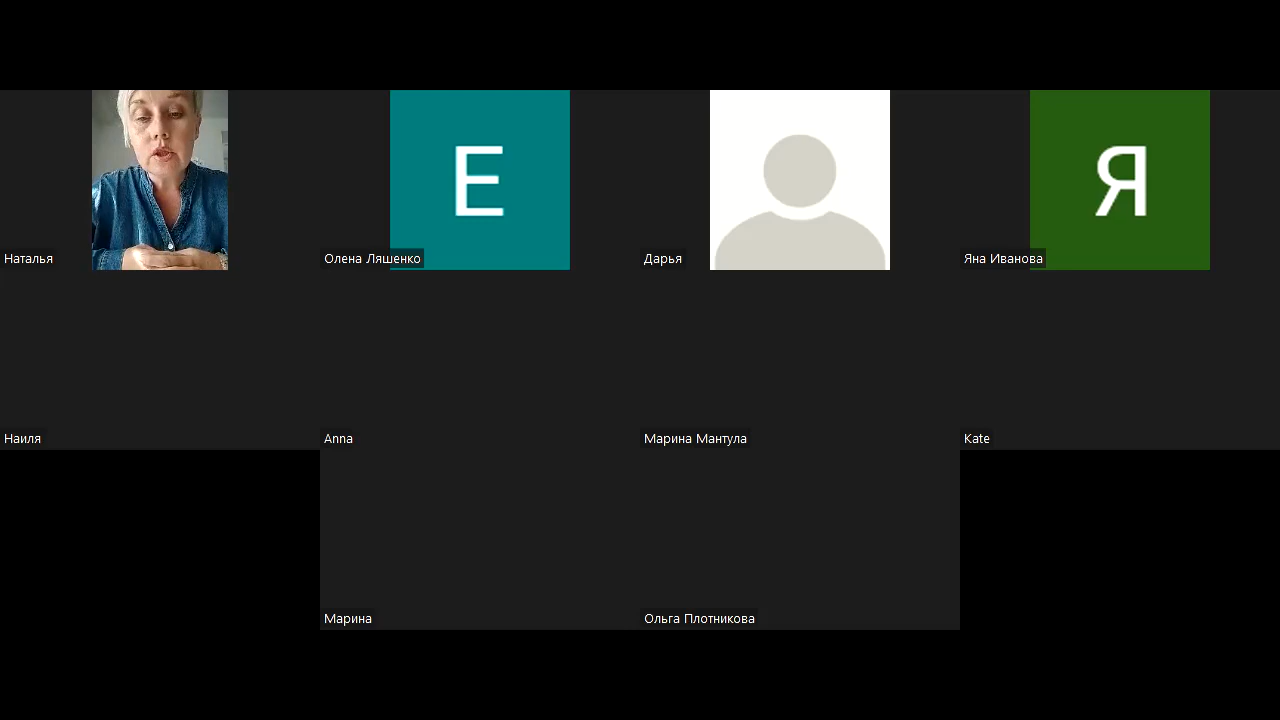 E
Я
Наталья
Олена Ляшенко
Дарья
Яна Иванова
Наиля
Anna
Марина Мантула
Kate
Марина
Ольга Плотникова